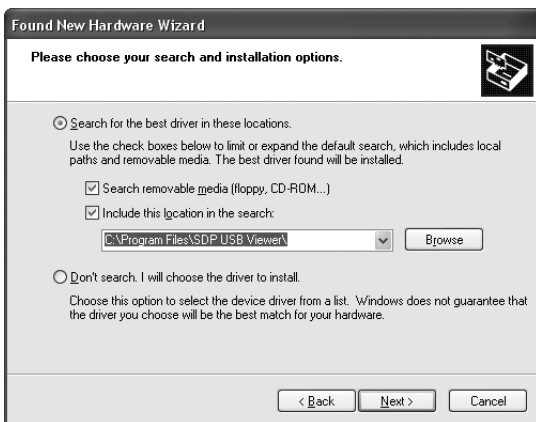 Found New Hardware Wizard
Please choose your search and installation options.
Search for the best driver in these locations.
Use the check boxes below to limit or expand the default search, which includes local
paths and removable media. The best driver found will be installed.
Search removable media (floppy, CD-ROM...)
Include this location in the search:
C:\Program Files\SDP USB Viewer\
Browse
Don't search. I will choose the driver to install.
Choose this option to select the device driver from a list. Windows does not guarantee that
the driver you choose will be the best match for your hardware.
< Back Next > Cancel